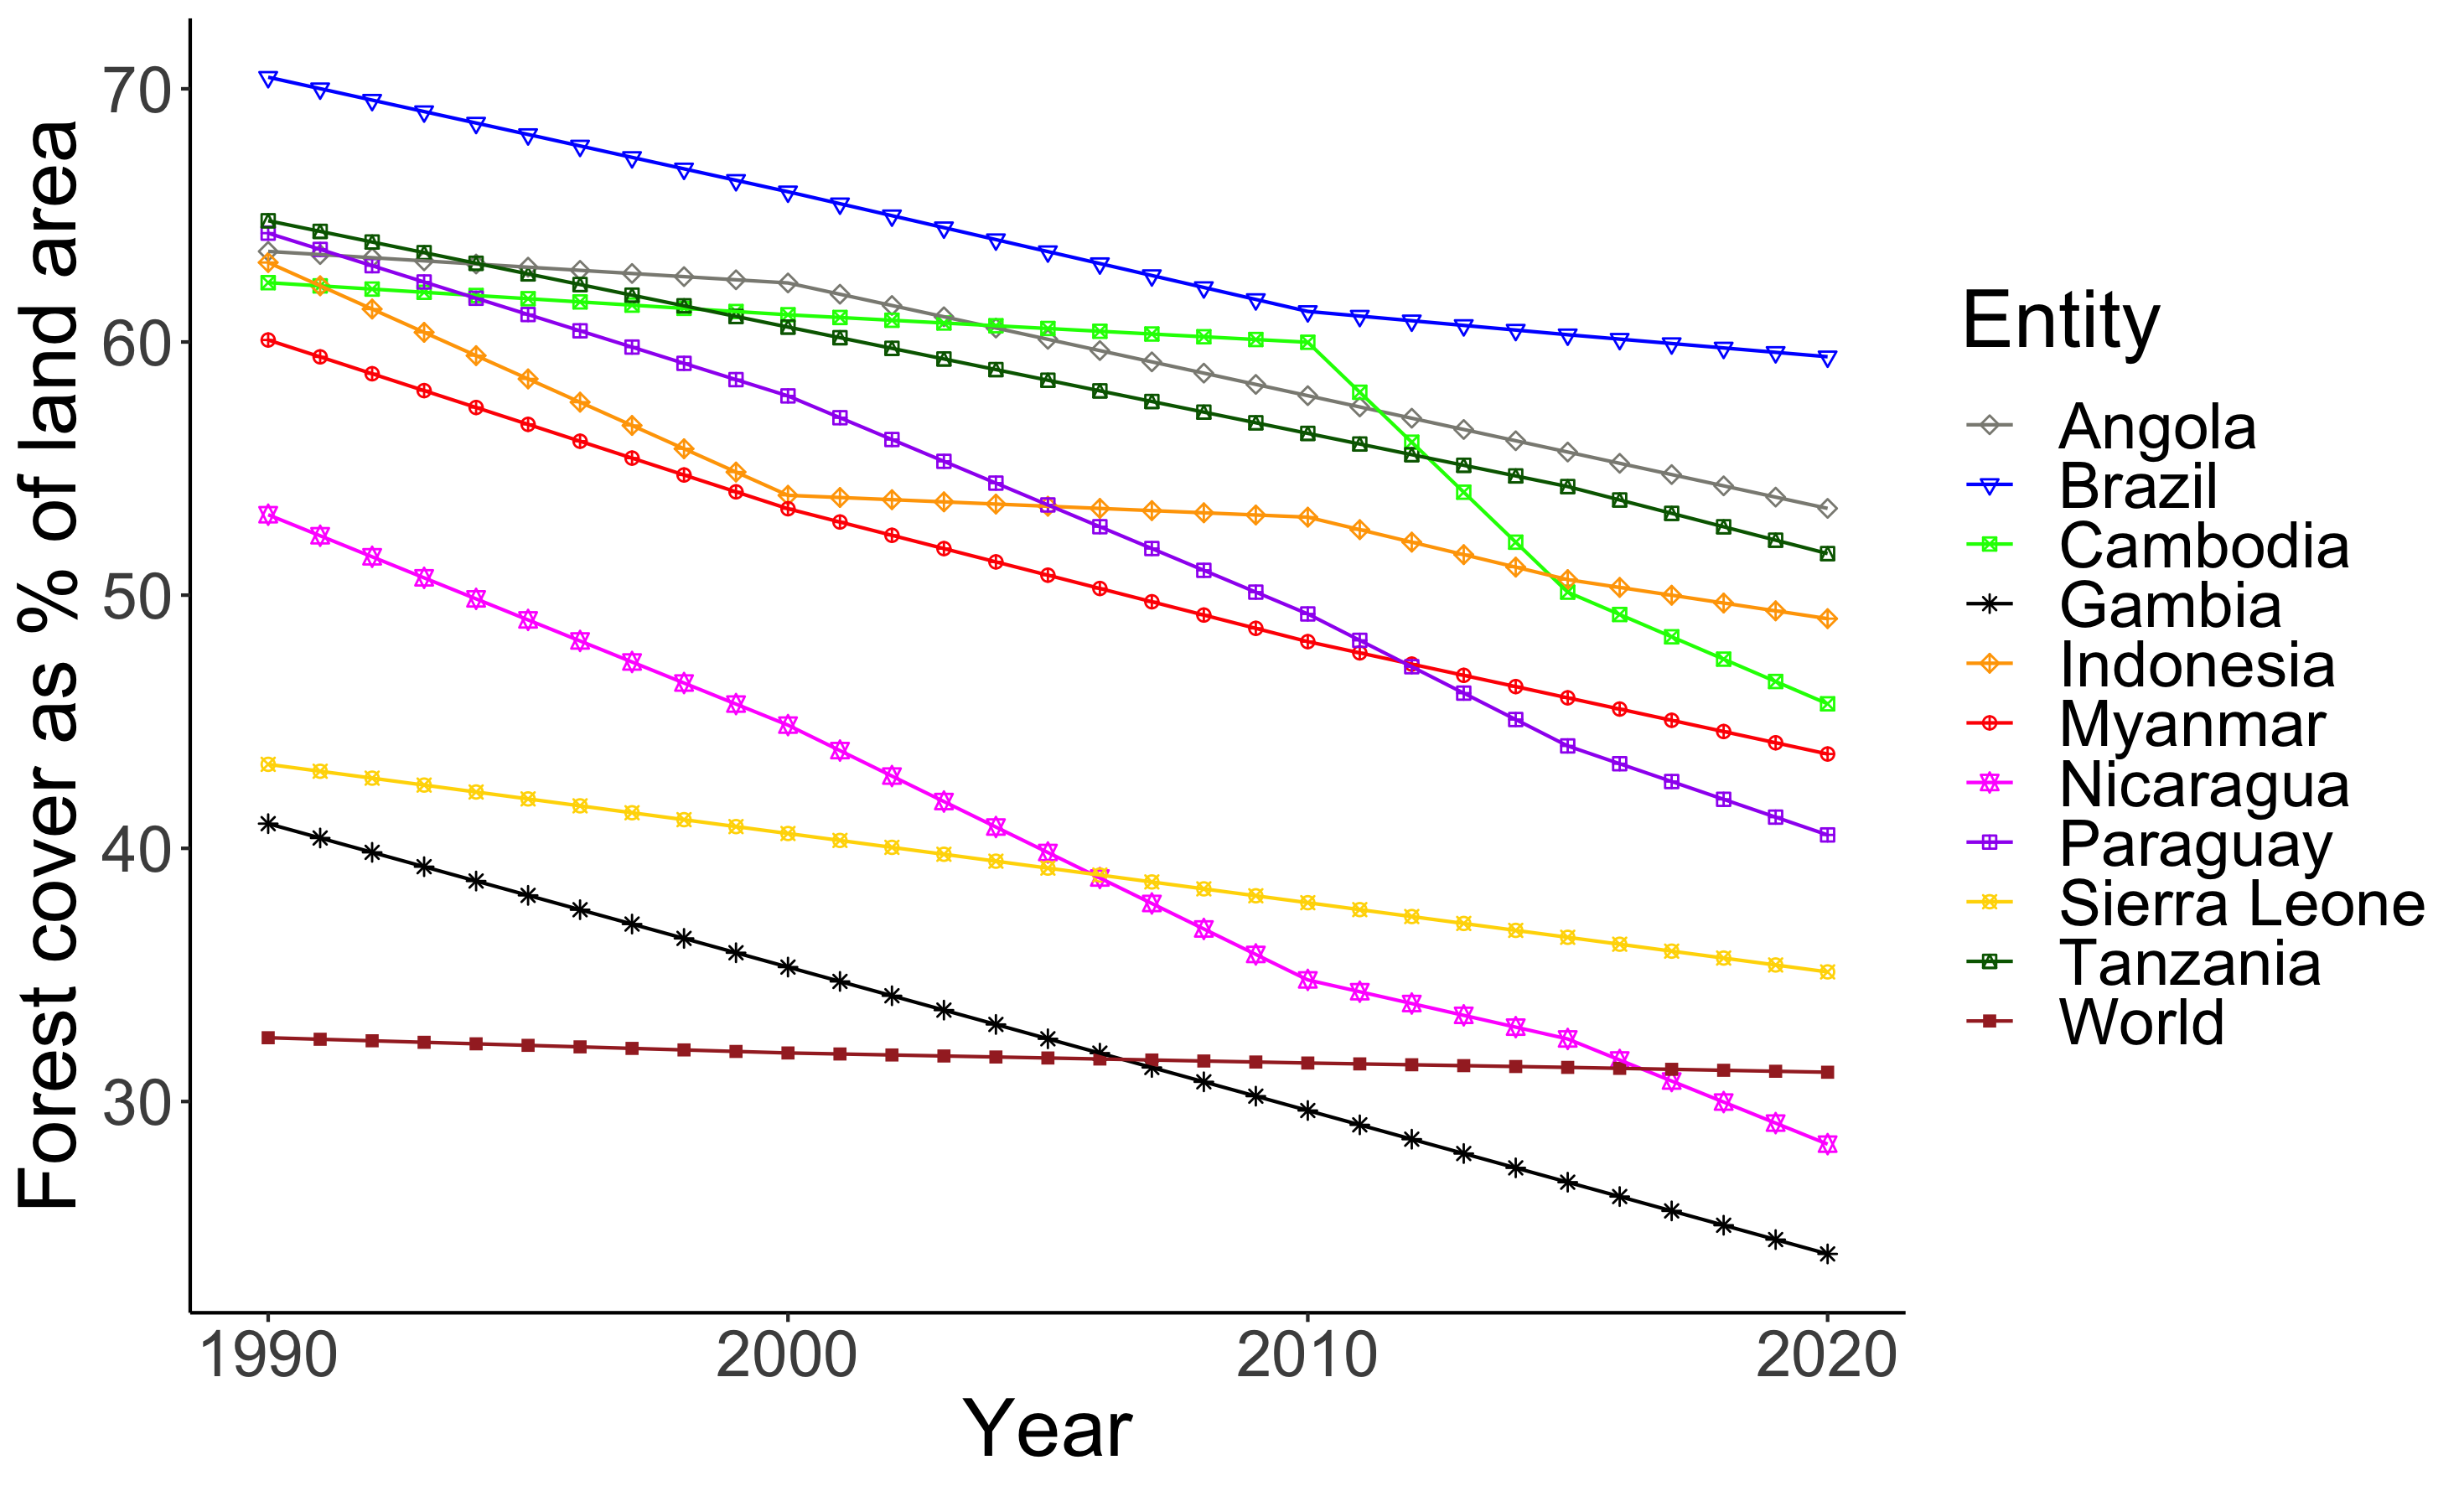 Forest cover as % of land area
70
60
50
40
30
1990
2000
2010
2020
Year
Entity
Angola
Brazil
Cambodia
Gambia
Indonesia
Myanmar
Nicaragua
Paraguay
Sierra Leone
Tanzania
World